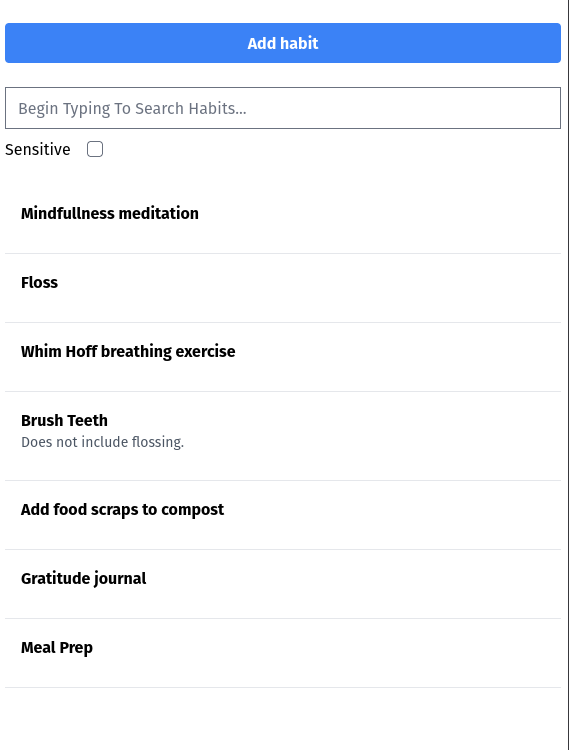 Add habit
Begin Typing To Search Habits...
Sensitive
Mindfullness meditation
Floss
Whim Hoff breathing exercise
Brush Teeth
Does not include flossing.
Add food scraps to compost
Gratitude journal
Meal Prep